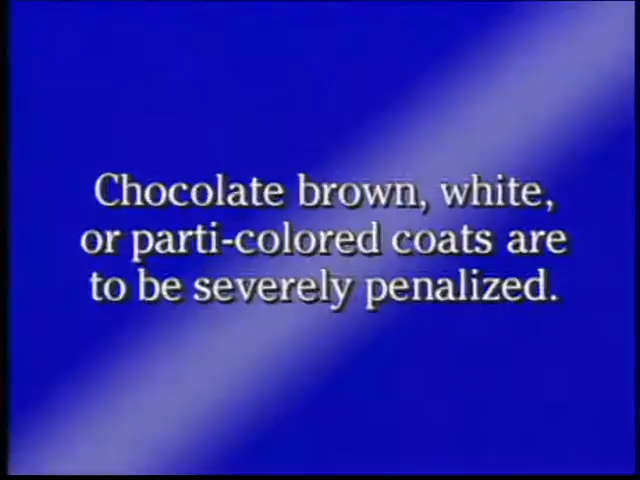 Chocolate brown, white,
or parti-colored coats are
to be severely penalized.